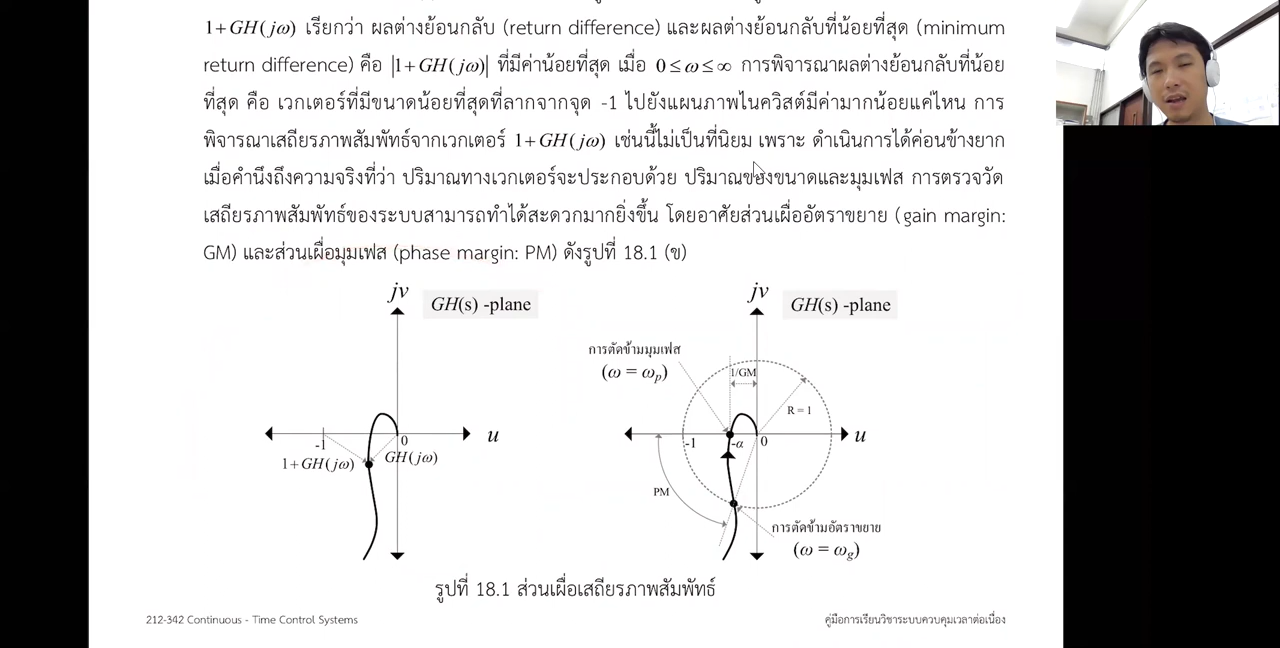 1+GH(jω) เรียกว่า ผลต่างย้อนกลับ (return difference) และผลต่างย้อนกลับที่น้อยที่สุด (minimum
return difference) คือ |1+GH(jω)| ที่มีค่าน้อยที่สุด เมื่อ 0≤ω≤∞ การพิจารณาผลต่างย้อนกลับที่น้อย
ที่สุด คือ เวกเตอร์ที่มีขนาดน้อยที่สุดที่ลากจากจุด -1 ไปยังแผนภาพไนควิสต์มีค่ามากน้อยแค่ไหน การ
พิจารณาเสถียรภาพสัมพัทธ์จากเวกเตอร์ 1+GH(jω) เช่นนี้ไม่เป็นที่นิยม เพราะ ดำเนินการได้ค่อนข้างยาก
เมื่อคำนึงถึงความจริงที่ว่า ปริมาณทางเวกเตอร์จะประกอบด้วย ปริมาณของขนาดและมุมเฟส การตรวจวัด
เสถียรภาพสัมพัทธ์ของระบบสามารถทำได้สะดวกมากยิ่งขึ้น โดยอาศัยส่วนเผื่ออัตราขยาย (gain margin:
GM) และส่วนเผื่อมุมเฟส (phase margin: PM) ดังรูปที่ 18.1 (ข)
jv
GH(s) -plane
-1
0
u
1+GH(jω)
GH(jω)
jv
GH(s) -plane
การตัดข้ามมุมเฟส
(ω = ωp)
1/GM
R = 1
-1
-α
0
u
PM
การตัดข้ามอัตราขยาย
(ω = ωg)
รูปที่ 18.1 ส่วนเผื่อเสถียรภาพสัมพัทธ์
212-342 Continuous - Time Control Systems
คู่มือการเรียนวิชาระบบควบคุมเวลาต่อเนื่อง